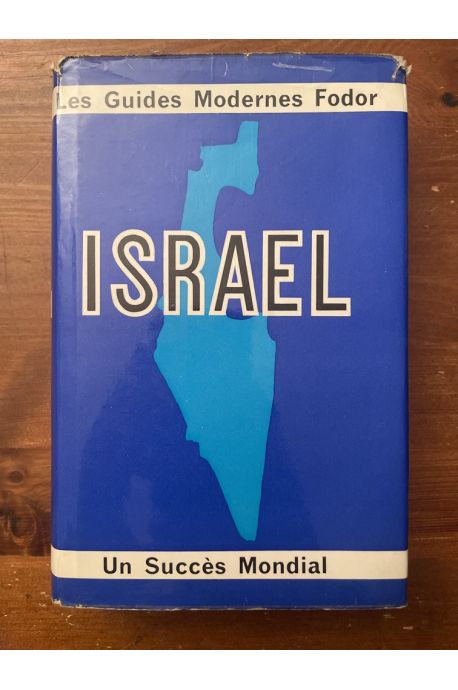 Les Guides Modernes Fodor
ISRAEL
Un Succès Mondial